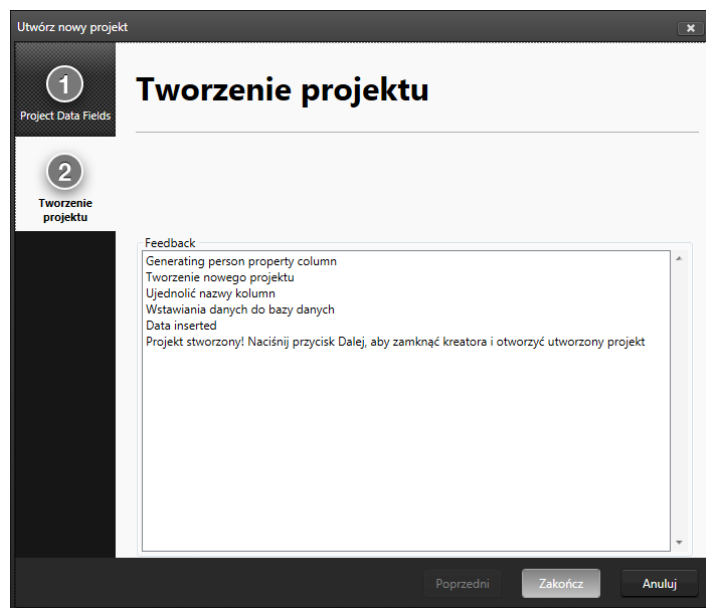 Utwórz nowy projekt
1
Project Data Fields
Tworzenie projektu
2
Tworzenie
projektu
Feedback
Generating person property column
Tworzenie nowego projektu
Ujednolić nazwy kolumn
Wstawiania danych do bazy danych
Data inserted
Projekt stworzony! Naciśnij przycisk Dalej, aby zamknąć kreatora i otworzyć utworzony projekt
Poprzedni
Zakończ
Anuluj